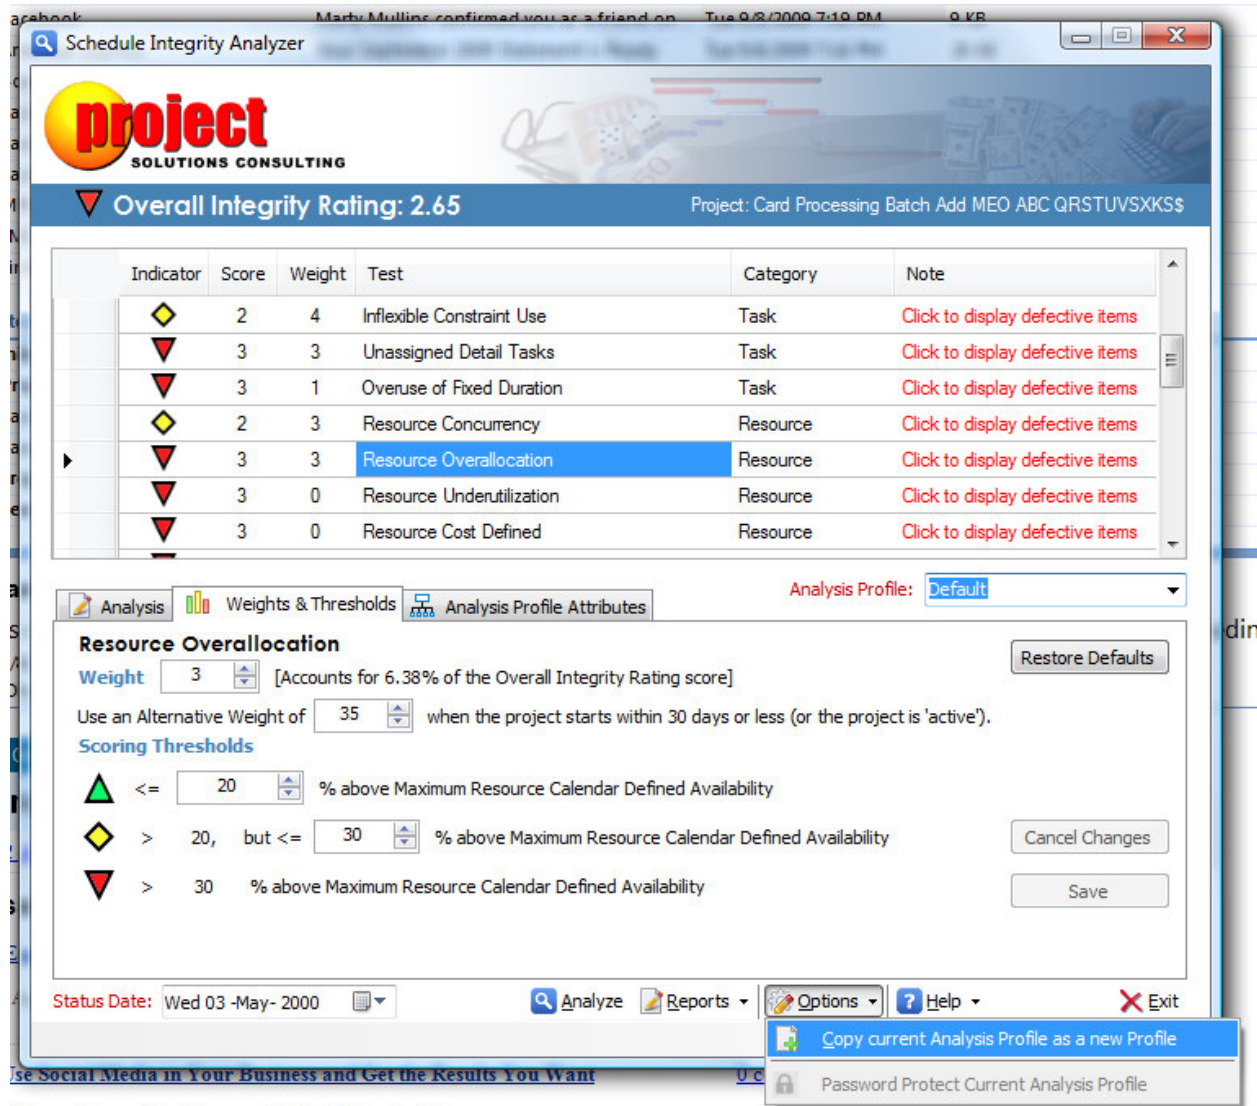 acebook Marty Mullins confirmed you as a friend on Tue 9/8/2009 7:19 PM 9 KB
Schedule Integrity Analyzer
project
SOLUTIONS CONSULTING
Overall Integrity Rating: 2.65 Project: Card Processing Batch Add MEO ABC QRSTUVSXKS$
Indicator Score Weight Test Category Note
2 4 Inflexible Constraint Use Task Click to display defective items
3 3 Unassigned Detail Tasks Task Click to display defective items
3 1 Overuse of Fixed Duration Task Click to display defective items
2 3 Resource Concurrency Resource Click to display defective items
3 3 Resource Overallocation Resource Click to display defective items
3 0 Resource Underutilization Resource Click to display defective items
3 0 Resource Cost Defined Resource Click to display defective items
Analysis Profile: Default
Analysis Weights & Thresholds Analysis Profile Attributes
Resource Overallocation
Restore Defaults
Weight 3 [Accounts for 6.38% of the Overall Integrity Rating score]
Use an Alternative Weight of 35 when the project starts within 30 days or less (or the project is 'active').
Scoring Thresholds
<= 20 % above Maximum Resource Calendar Defined Availability
> 20, but <= 30 % above Maximum Resource Calendar Defined Availability
Cancel Changes
> 30 % above Maximum Resource Calendar Defined Availability
Save
Status Date: Wed 03 -May- 2000 Analyze Reports Options Help Exit
Copy current Analysis Profile as a new Profile
Use Social Media in Your Business and Get the Results You Want
Password Protect Current Analysis Profile